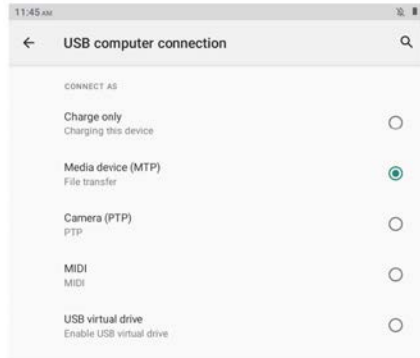 11:45 AM
USB computer connection
CONNECT AS
Charge only
Charging this device
Media device (MTP)
File transfer
Camera (PTP)
PTP
MIDI
MIDI
USB virtual drive
Enable USB virtual drive